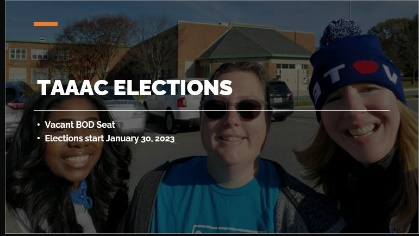 TAAAC ELECTIONS
• Vacant BOD Seat
• Elections start January 30, 2023